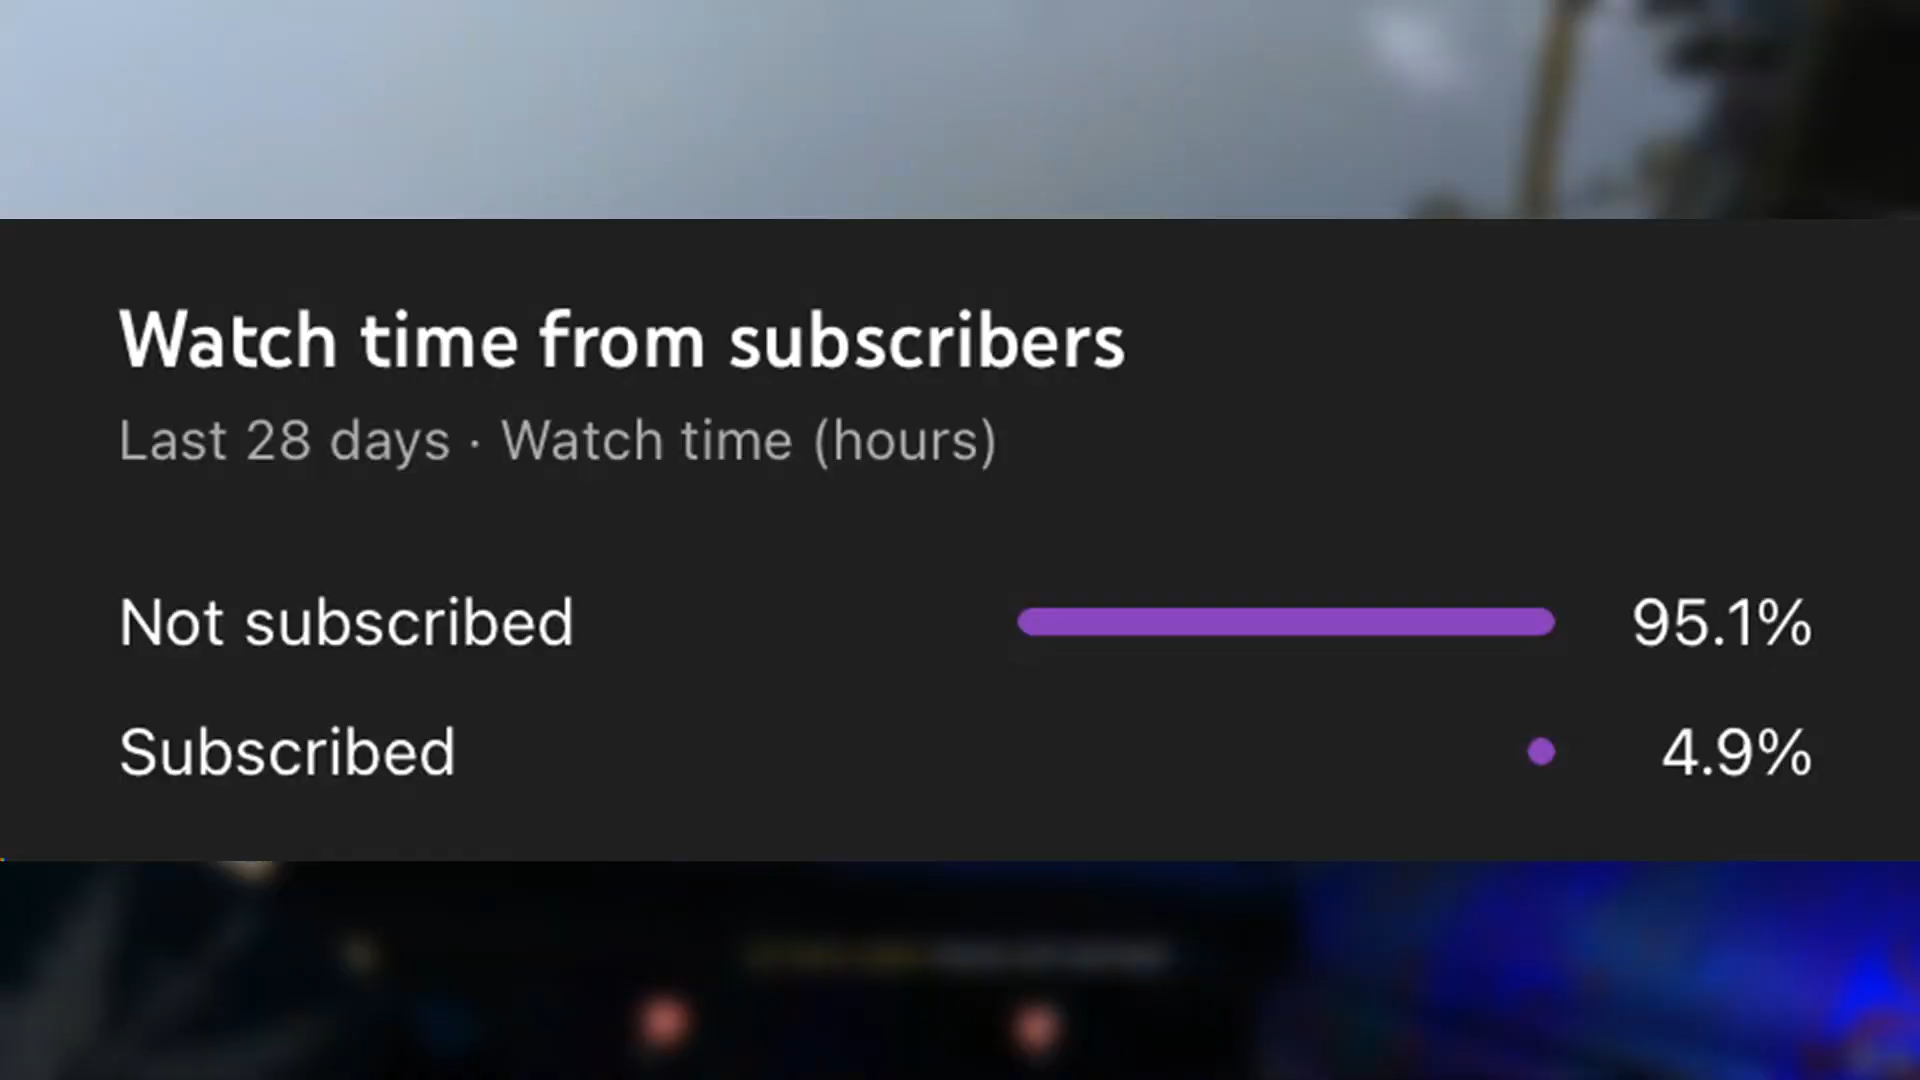 Watch time from subscribers
Last 28 days · Watch time (hours)
Not subscribed 95.1%
Subscribed 4.9%